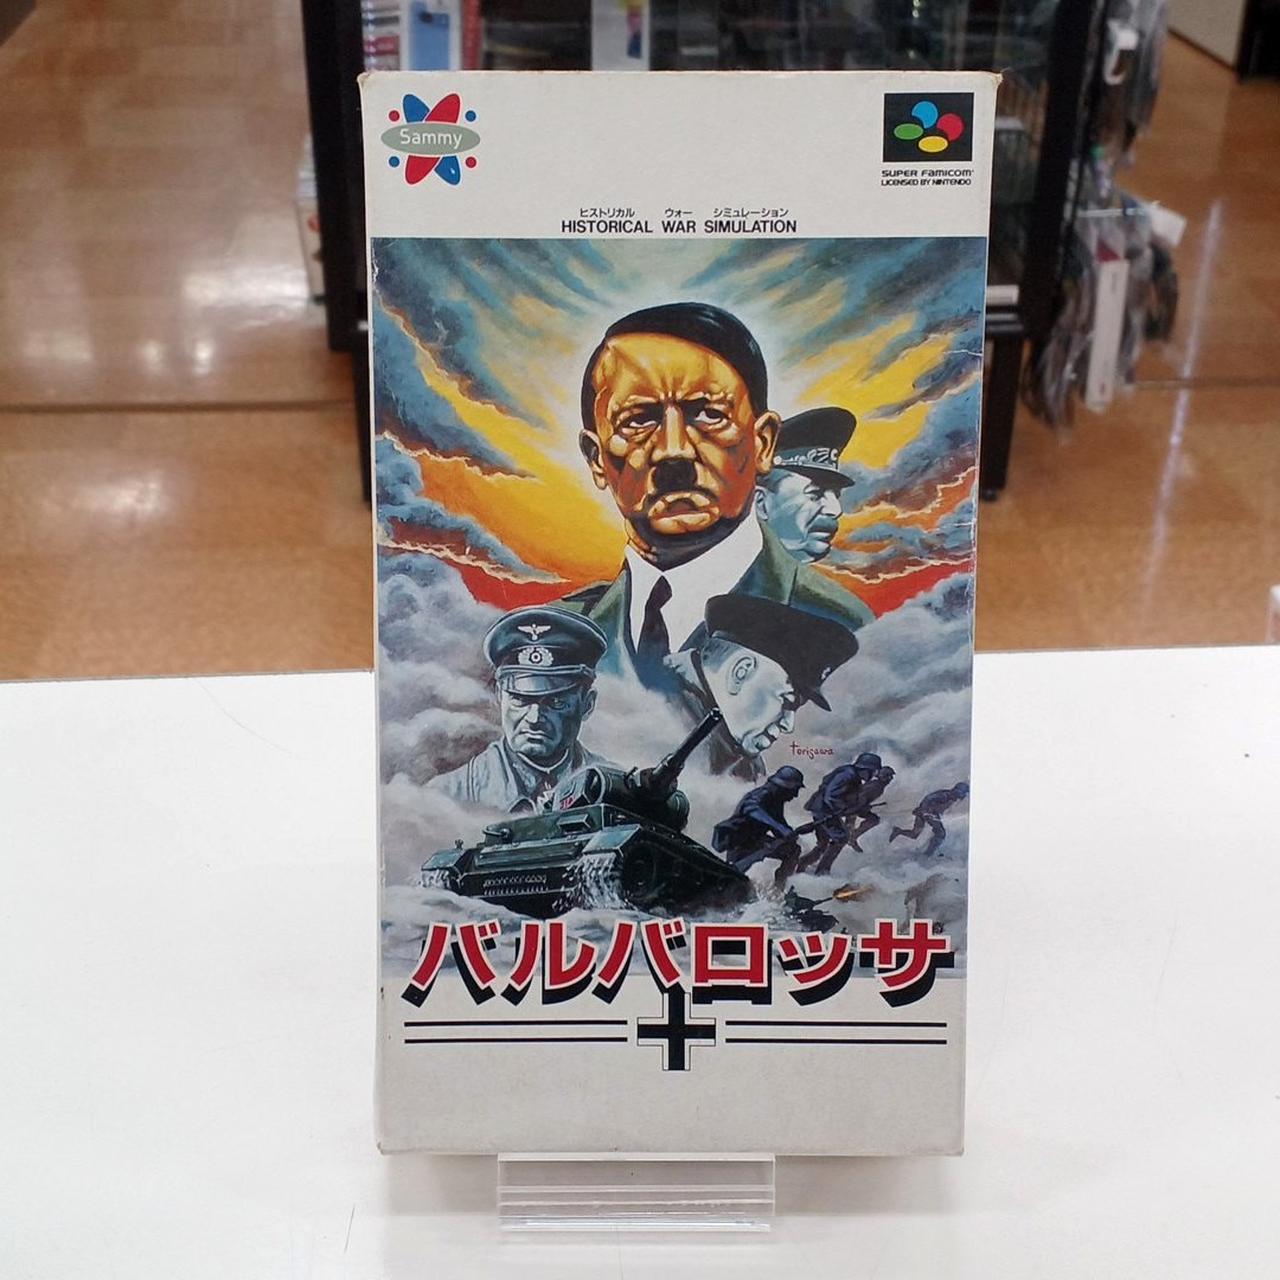 Sammy
SUPER FAMICOM
LICENSED BY NINTENDO
ヒストリカル ウォー シミュレーション
HISTORICAL WAR SIMULATION
torisawa
バルバロッサ